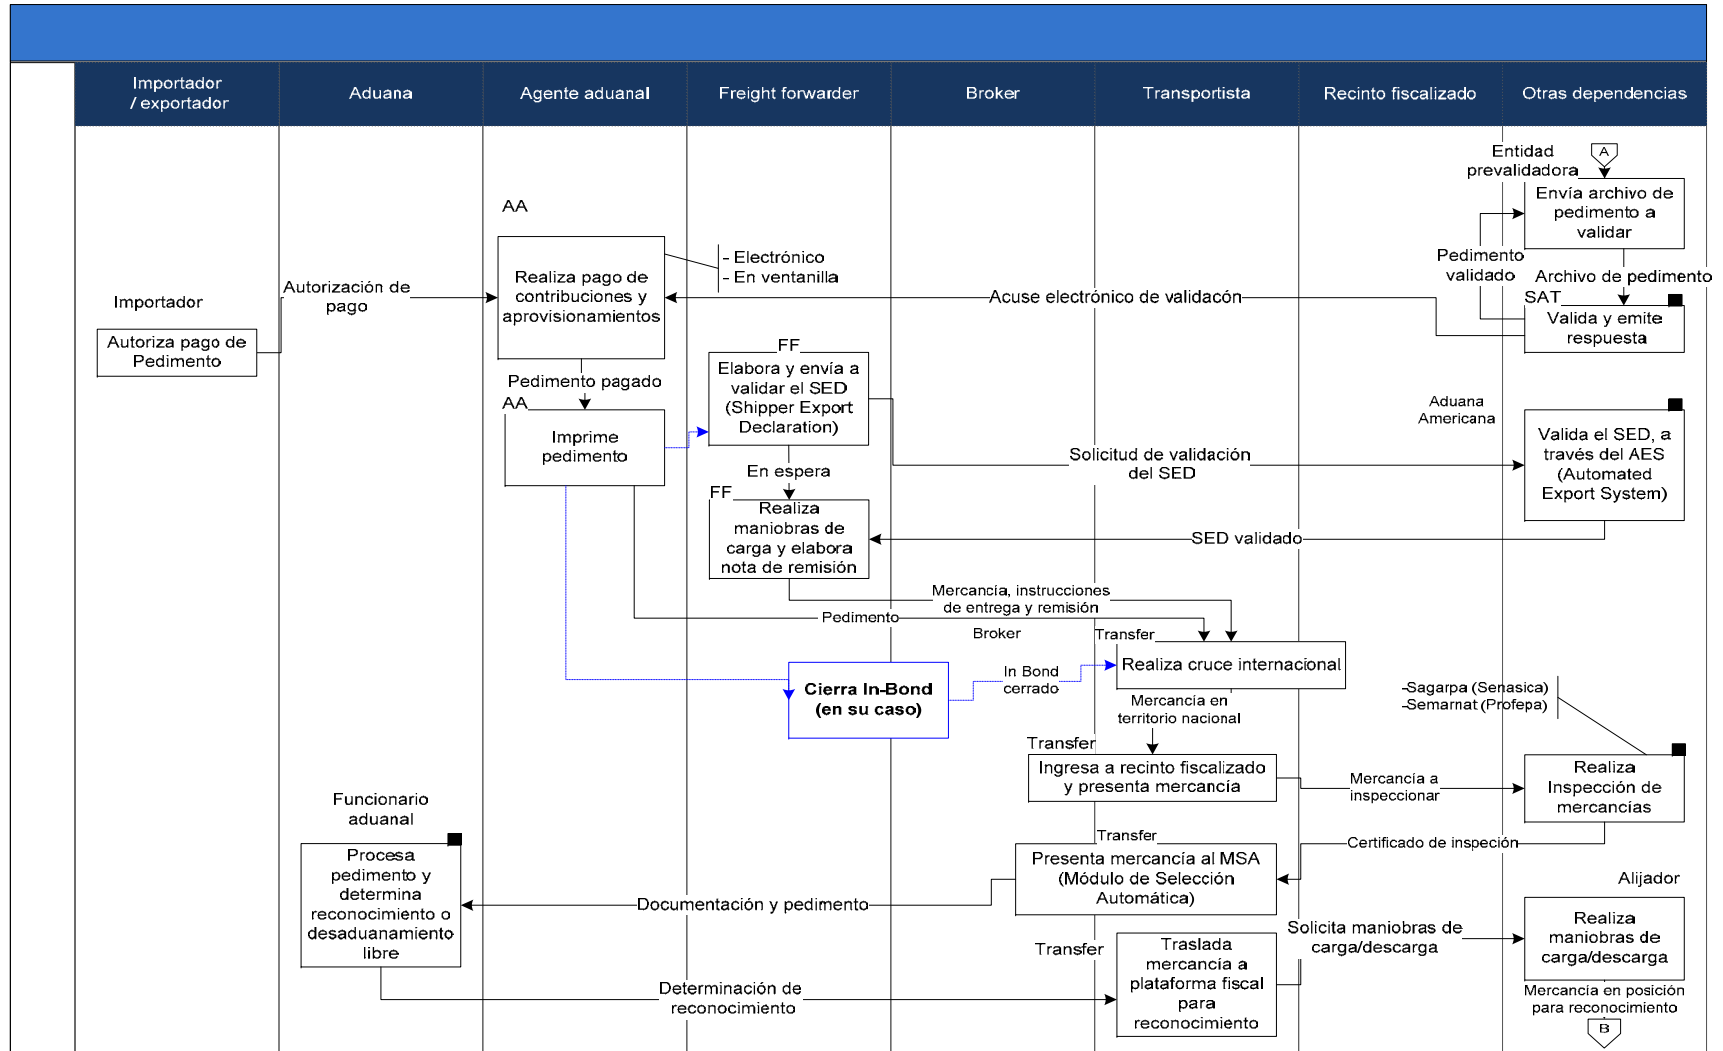 Importador
/ exportador
Aduana
Agente aduanal
Freight forwarder
Broker
Transportista
Recinto fiscalizado
Otras dependencias
Entidad
prevalidadora
A
Envía archivo de
pedimento a
validar
Pedimento
validado
Archivo de pedimento
SAT
Valida y emite
respuesta
AA
Realiza pago de
contribuciones y
aprovisionamientos
- Electrónico
- En ventanilla
Acuse electrónico de validacón
Importador
Autorización de
pago
Autoriza pago de
Pedimento
Pedimento pagado
AA
Imprime
pedimento
FF
Elabora y envía a
validar el SED
(Shipper Export
Declaration)
Aduana
Americana
Solicitud de validación
del SED
Valida el SED, a
través del AES
(Automated
Export System)
En espera
FF
Realiza
maniobras de
carga y elabora
nota de remisión
SED validado
Mercancía, instrucciones
de entrega y remisión
Pedimento
Broker
Transfer
Realiza cruce internacional
Cierra In-Bond
(en su caso)
In Bond
cerrado
Mercancía en
territorio nacional
-Sagarpa (Senasica)
-Semarnat (Profepa)
Transfer
Ingresa a recinto fiscalizado
y presenta mercancía
Mercancía a
inspeccionar
Realiza
Inspección de
mercancías
Funcionario
aduanal
Transfer
Certificado de inspeción
Procesa
pedimento y
determina
reconocimiento o
desaduanamiento
libre
Documentación y pedimento
Presenta mercancía al MSA
(Módulo de Selección
Automática)
Alijador
Solicita maniobras de
carga/descarga
Realiza
maniobras de
carga/descarga
Transfer
Traslada
mercancía a
plataforma fiscal
para
reconocimiento
Determinación de
reconocimiento
Mercancía en posición
para reconocimiento
B